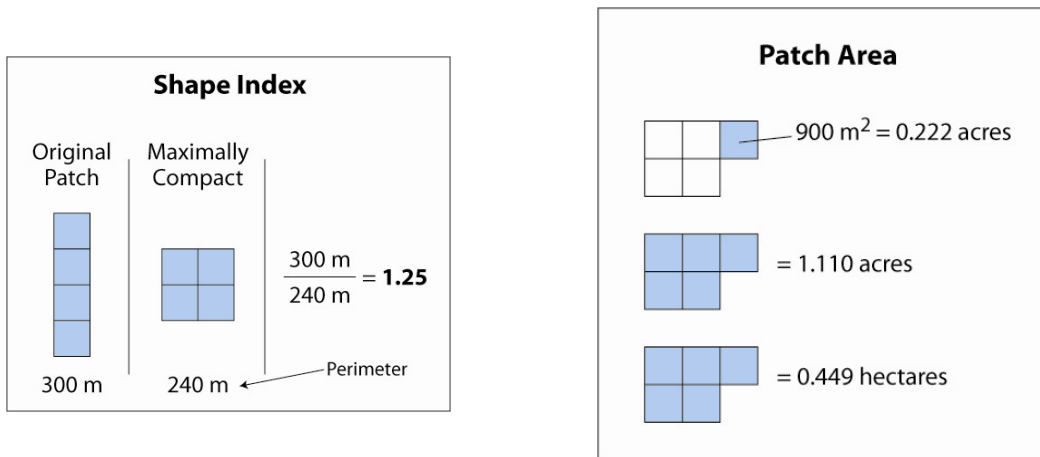 Shape Index
Original
Patch
Maximally
Compact
300 m
240 m
= 1.25
300 m
240 m
Perimeter
Patch Area
900 m² = 0.222 acres
= 1.110 acres
= 0.449 hectares